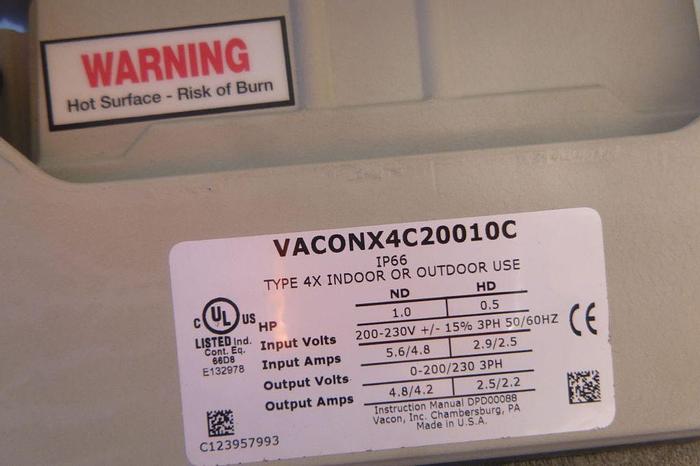 WARNING
Hot Surface - Risk of Burn
VACONX4C20010C
IP66
TYPE 4X INDOOR OR OUTDOOR USE
ND HD
HP 1.0 0.5
Input Volts 200-230V +/- 15% 3PH 50/60HZ
Input Amps 5.6/4.8 2.9/2.5
Output Volts 0-200/230 3PH
Output Amps 4.8/4.2 2.5/2.2
C UL US
LISTED Ind.
Cont. Eq.
66D8
E132978
CE
Instruction Manual DPD00088
Vacon, Inc. Chambersburg, PA
Made in U.S.A.
C123957993